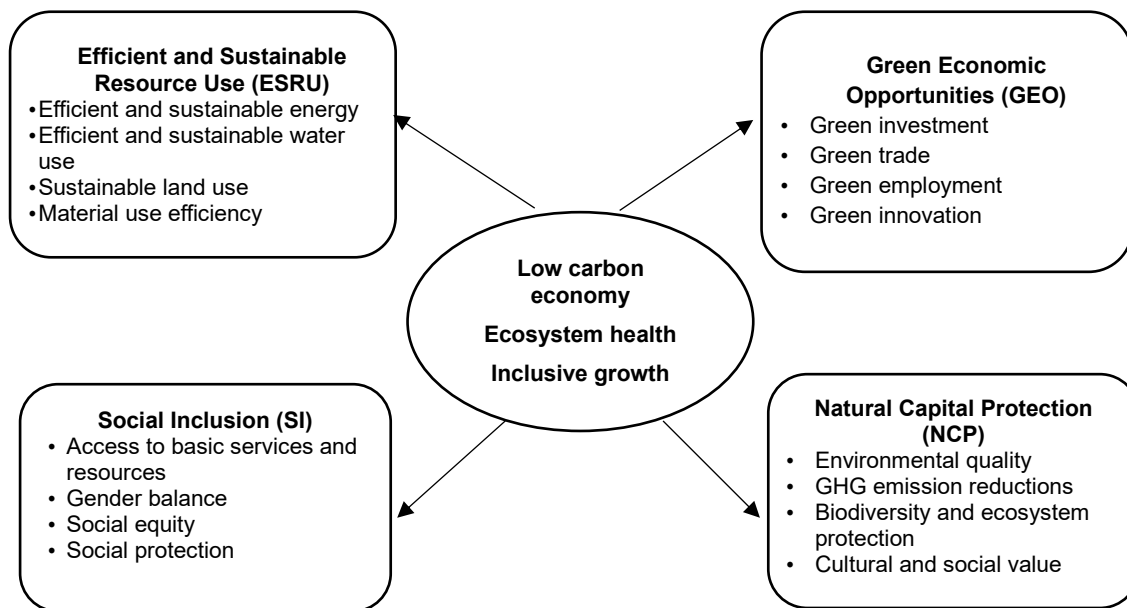 Efficient and Sustainable
Resource Use (ESRU)
•Efficient and sustainable energy
•Efficient and sustainable water
use
•Sustainable land use
•Material use efficiency
Green Economic
Opportunities (GEO)
• Green investment
• Green trade
• Green employment
• Green innovation
Low carbon
economy
Ecosystem health
Inclusive growth
Social Inclusion (SI)
• Access to basic services and
resources
• Gender balance
• Social equity
• Social protection
Natural Capital Protection
(NCP)
• Environmental quality
• GHG emission reductions
• Biodiversity and ecosystem
protection
• Cultural and social value